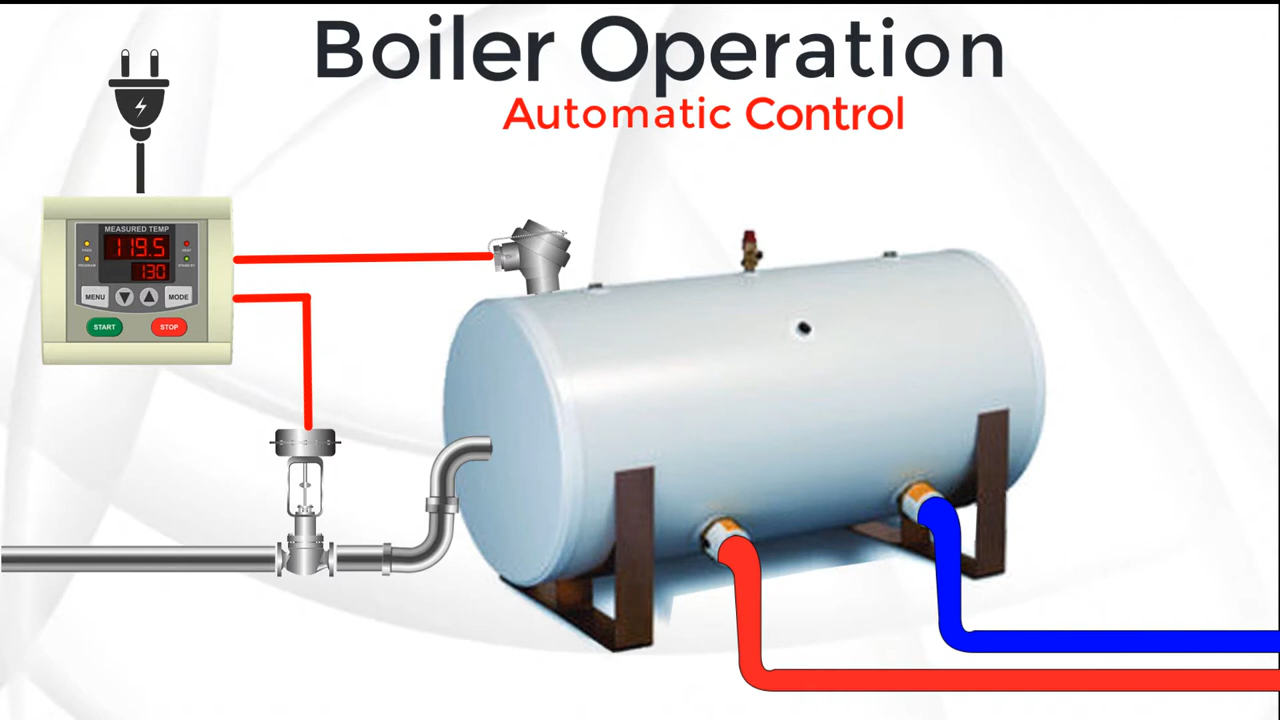 Boiler Operation
Automatic Control
MEASURED TEMP
119.5
130
MENU
MODE
START
STOP